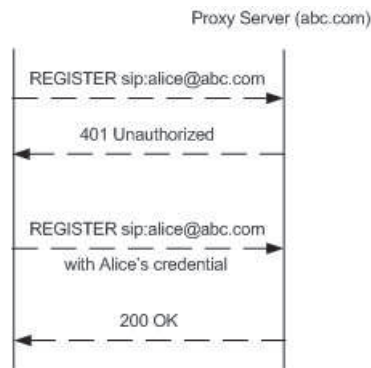 Proxy Server (abc.com)
REGISTER sip:alice@abc.com
401 Unauthorized
REGISTER sip:alice@abc.com
with Alice's credential
200 OK